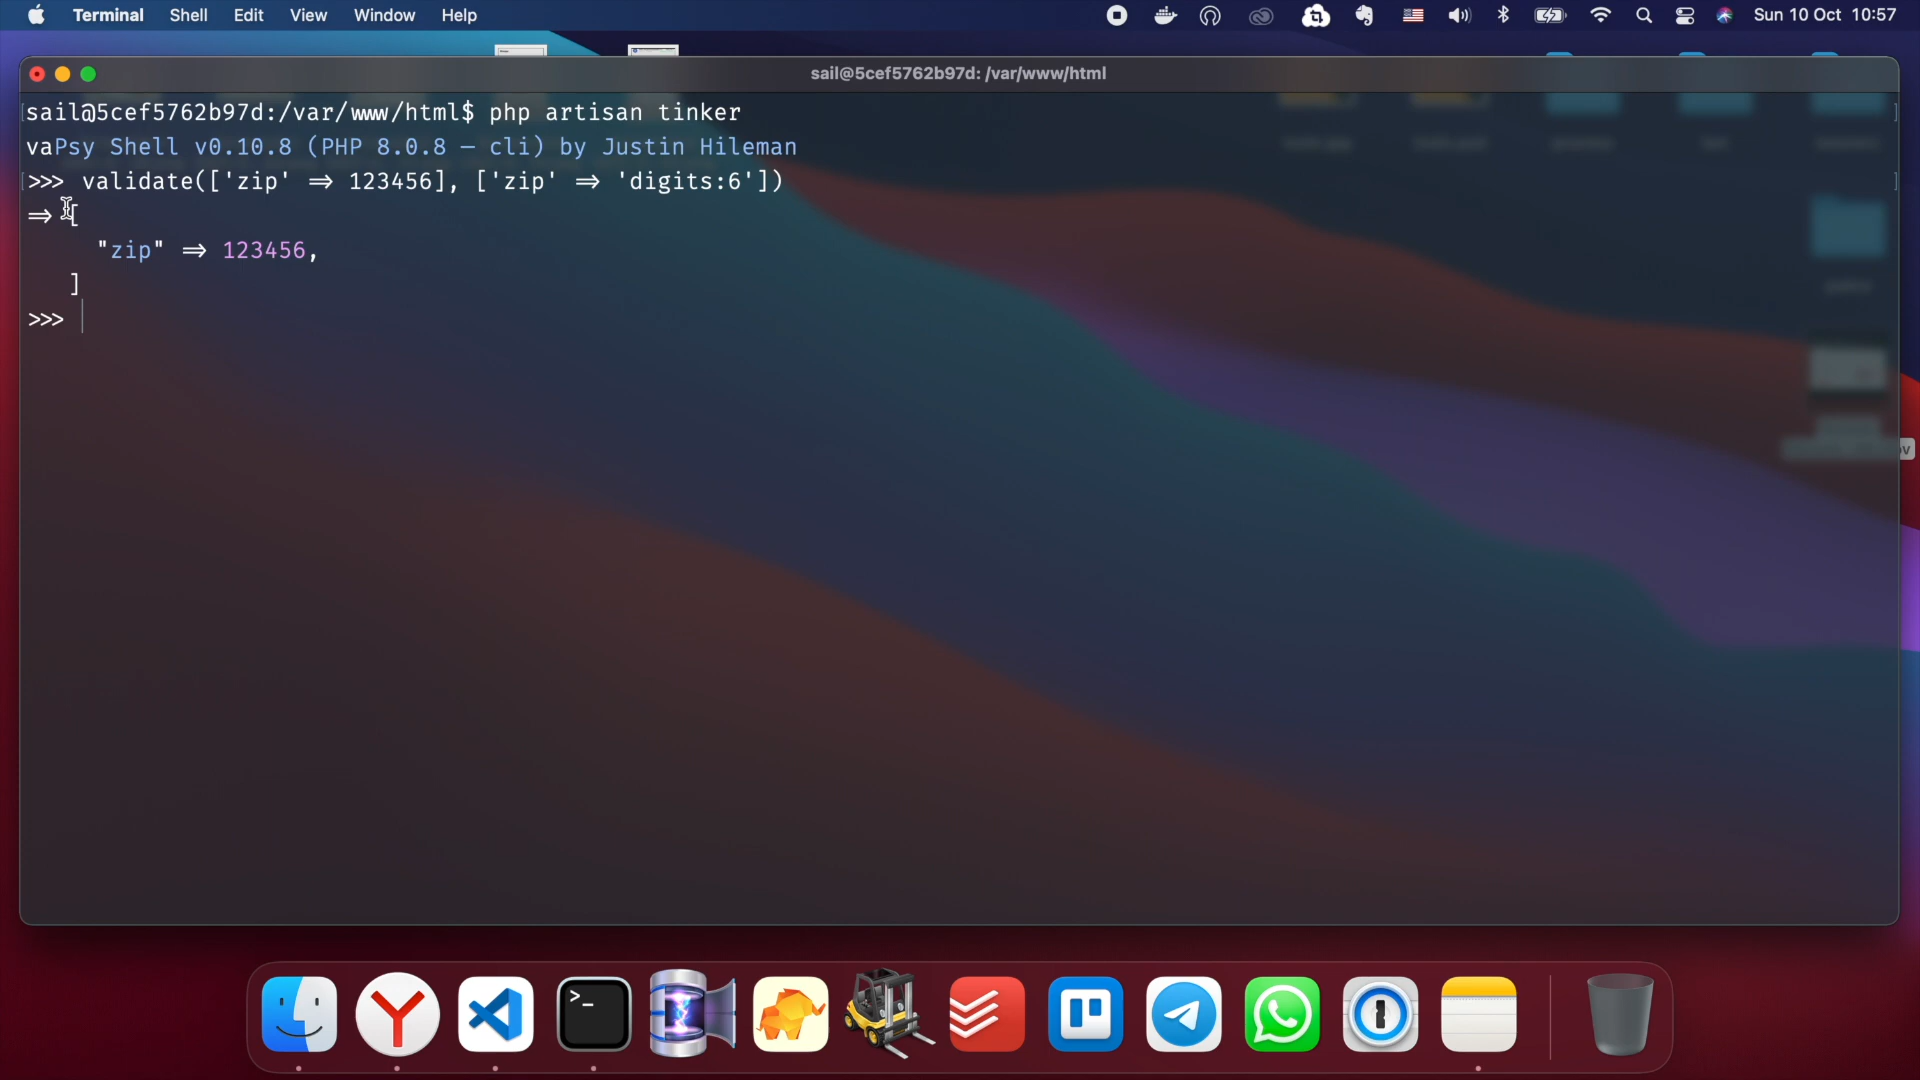 Terminal Shell Edit View Window Help Sun 10 Oct 10:57
sail@5cef5762b97d: /var/www/html
sail@5cef5762b97d:/var/www/html$ php artisan tinker
vaPsy Shell v0.10.8 (PHP 8.0.8 — cli) by Justin Hileman
>>> validate(['zip' => 123456], ['zip' => 'digits:6'])
=> [
"zip" => 123456,
]
>>>